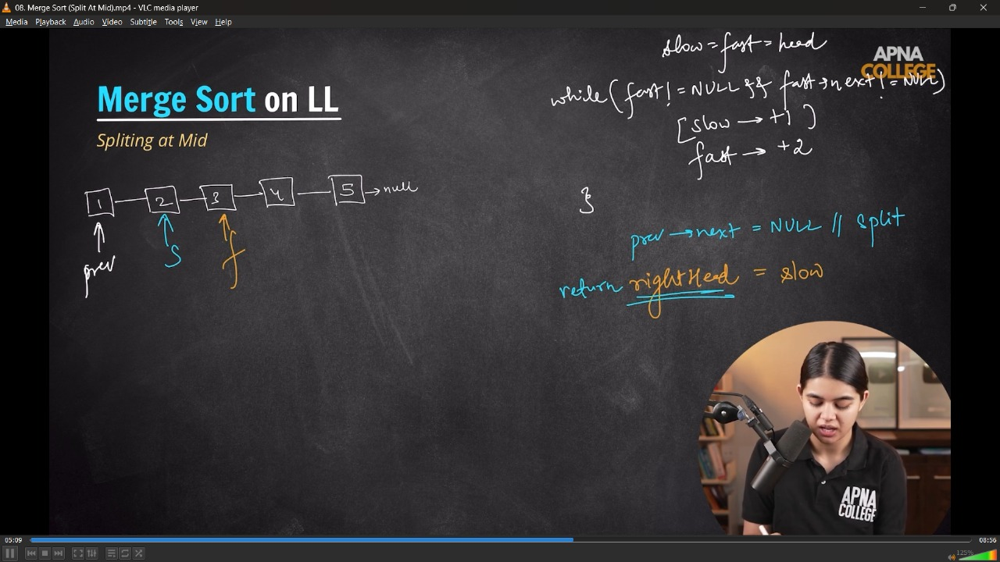 08. Merge Sort (Split At Mid).mp4 - VLC media player
Media Playback Audio Video Subtitle Tools View Help
slow = fast = head
APNA
COLLEGE
while(fast != NULL && fast→next != NULL)
[slow → +1]
fast → +2
}
prev → next = NULL // split
return rightHead = slow
Merge Sort on LL
Spliting at Mid
1 2 3 4 5 → null
prev S f
APNA
COLLEGE
05:09 08:56
125%